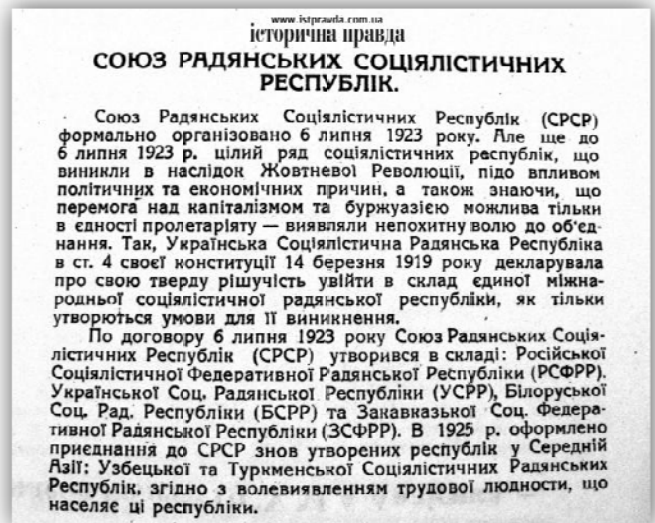 www.istpravda.com.ua
історична правда
СОЮЗ РАДЯНСЬКИХ СОЦІЯЛІСТИЧНИХ
РЕСПУБЛІК.
Союз Радянських Соціялістичних Республік (СРСР)
формально організовано 6 липня 1923 року. Але ще до
6 липня 1923 р. цілий ряд соціялістичних республік, що
виникли в наслідок Жовтневої Революції, підо впливом
політичних та економічних причин, а також знаючи, що
перемога над капіталізмом та буржуазією можлива тільки
в єдності пролетаріяту — виявляли непохитну волю до об'єд-
нання. Так, Українська Соціялістична Радянська Республіка
в ст. 4 своєї конституції 14 березня 1919 року декларувала
про свою тверду рішучість увійти в склад єдиної міжна-
родньої соціялістичної радянської республіки, як тільки
утворюються умови для її виникнення.
По договору 6 липня 1923 року Союз Радянських Соція-
лістичних Республік (СРСР) утворився в складі: Російської
Соціялістичної Федеративної Радянської Республіки (РСФРР),
Української Соц. Радянської Республіки (УСРР), Білоруської
Соц. Рад. Республіки (БСРР) та Закавказької Соц. Федера-
тивної Радянської Республіки (ЗСФРР). В 1925 р. оформлено
приєднання до СРСР знов утворених республік у Середній
Азії: Узбецької та Туркменської Соціялістичних Радянських
Республік, згідно з волевиявленням трудової людности, що
населяє ці республіки.